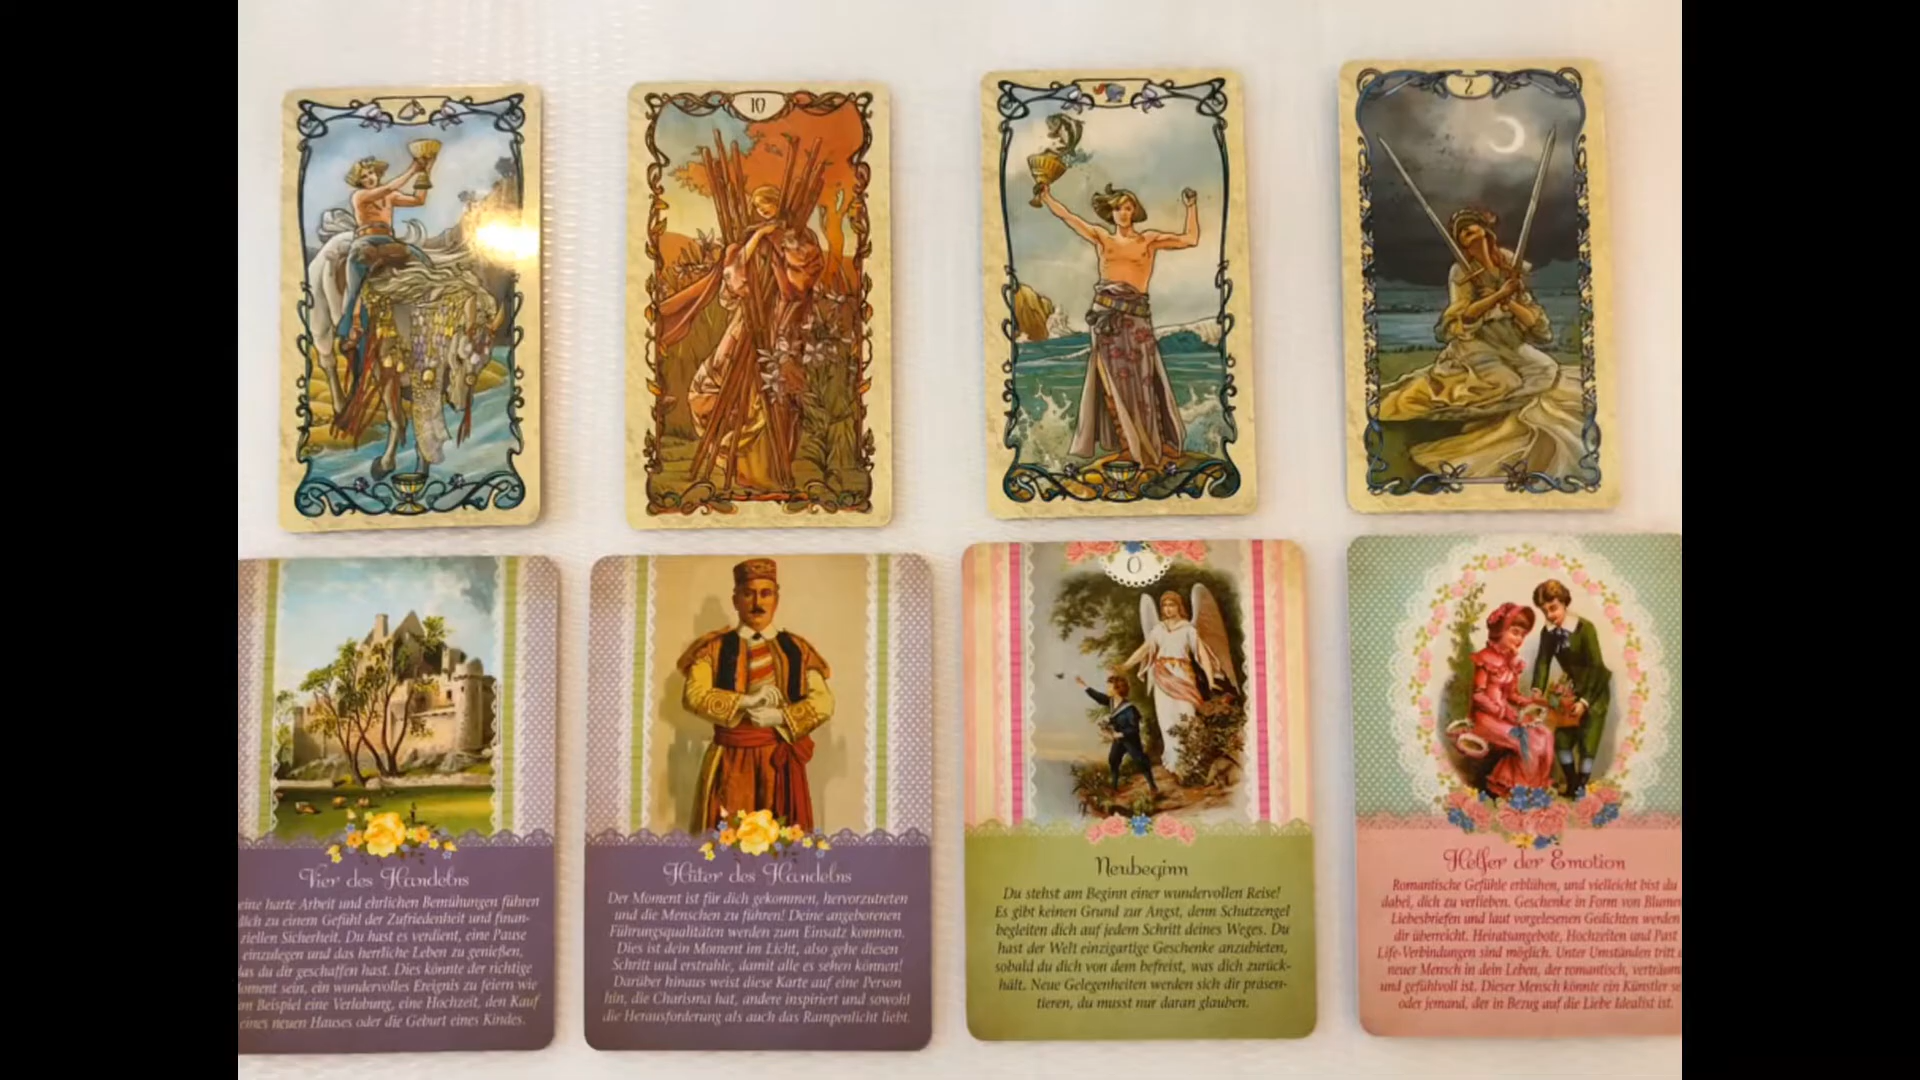 10
2
Vier des Handelns
eine harte Arbeit und ehrlichen Bemühungen führen
dich zu einem Gefühl der Zufriedenheit und finan-
ziellen Sicherheit. Du hast es verdient, eine Pause
einzulegen und das herrliche Leben zu genießen,
das du dir geschaffen hast. Dies könnte der richtige
oment sein, ein wundervolles Ereignis zu feiern wie
m Beispiel eine Verlobung, eine Hochzeit, den Kauf
eines neuen Hauses oder die Geburt eines Kindes.
Hüter des Handelns
Der Moment ist für dich gekommen, hervorzutreten
und die Menschen zu führen! Deine angeborenen
Führungsqualitäten werden zum Einsatz kommen.
Dies ist dein Moment im Licht, also gehe diesen
Schritt und erstrahle, damit alle es sehen können!
Darüber hinaus weist diese Karte auf eine Person
hin, die Charisma hat, andere inspiriert und sowohl
die Herausforderung als auch das Rampenlicht liebt.
0
Neubeginn
Du stehst am Beginn einer wundervollen Reise!
Es gibt keinen Grund zur Angst, denn Schutzengel
begleiten dich auf jedem Schritt deines Weges. Du
hast der Welt einzigartige Geschenke anzubieten,
sobald du dich von dem befreist, was dich zurück-
hält. Neue Gelegenheiten werden sich dir präsen-
tieren, du musst nur daran glauben.
Helfer der Emotion
Romantische Gefühle erblühen, und vielleicht bist du
dabei, dich zu verlieben. Geschenke in Form von Blumen
Liebesbriefen und laut vorgelesenen Gedichten werden
dir überreicht. Heiratsangebote, Hochzeiten und Past
Life-Verbindungen sind möglich. Unter Umständen tritt
neuer Mensch in dein Leben, der romantisch, verträum
und gefühlvoll ist. Dieser Mensch könnte ein Künstler se
oder jemand, der in Bezug auf die Liebe Idealist ist.